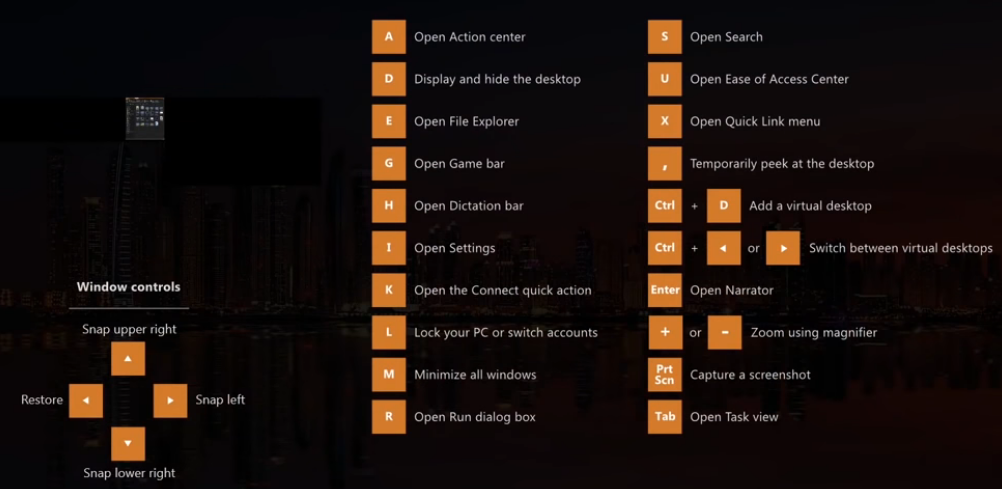 A Open Action center
D Display and hide the desktop
E Open File Explorer
G Open Game bar
H Open Dictation bar
I Open Settings
K Open the Connect quick action
L Lock your PC or switch accounts
M Minimize all windows
R Open Run dialog box
S Open Search
U Open Ease of Access Center
X Open Quick Link menu
, Temporarily peek at the desktop
Ctrl + D Add a virtual desktop
Ctrl + ◄ or ► Switch between virtual desktops
Enter Open Narrator
+ or - Zoom using magnifier
Prt
Scn Capture a screenshot
Tab Open Task view
Window controls
Snap upper right
▲
Restore ◄ ► Snap left
▼
Snap lower right